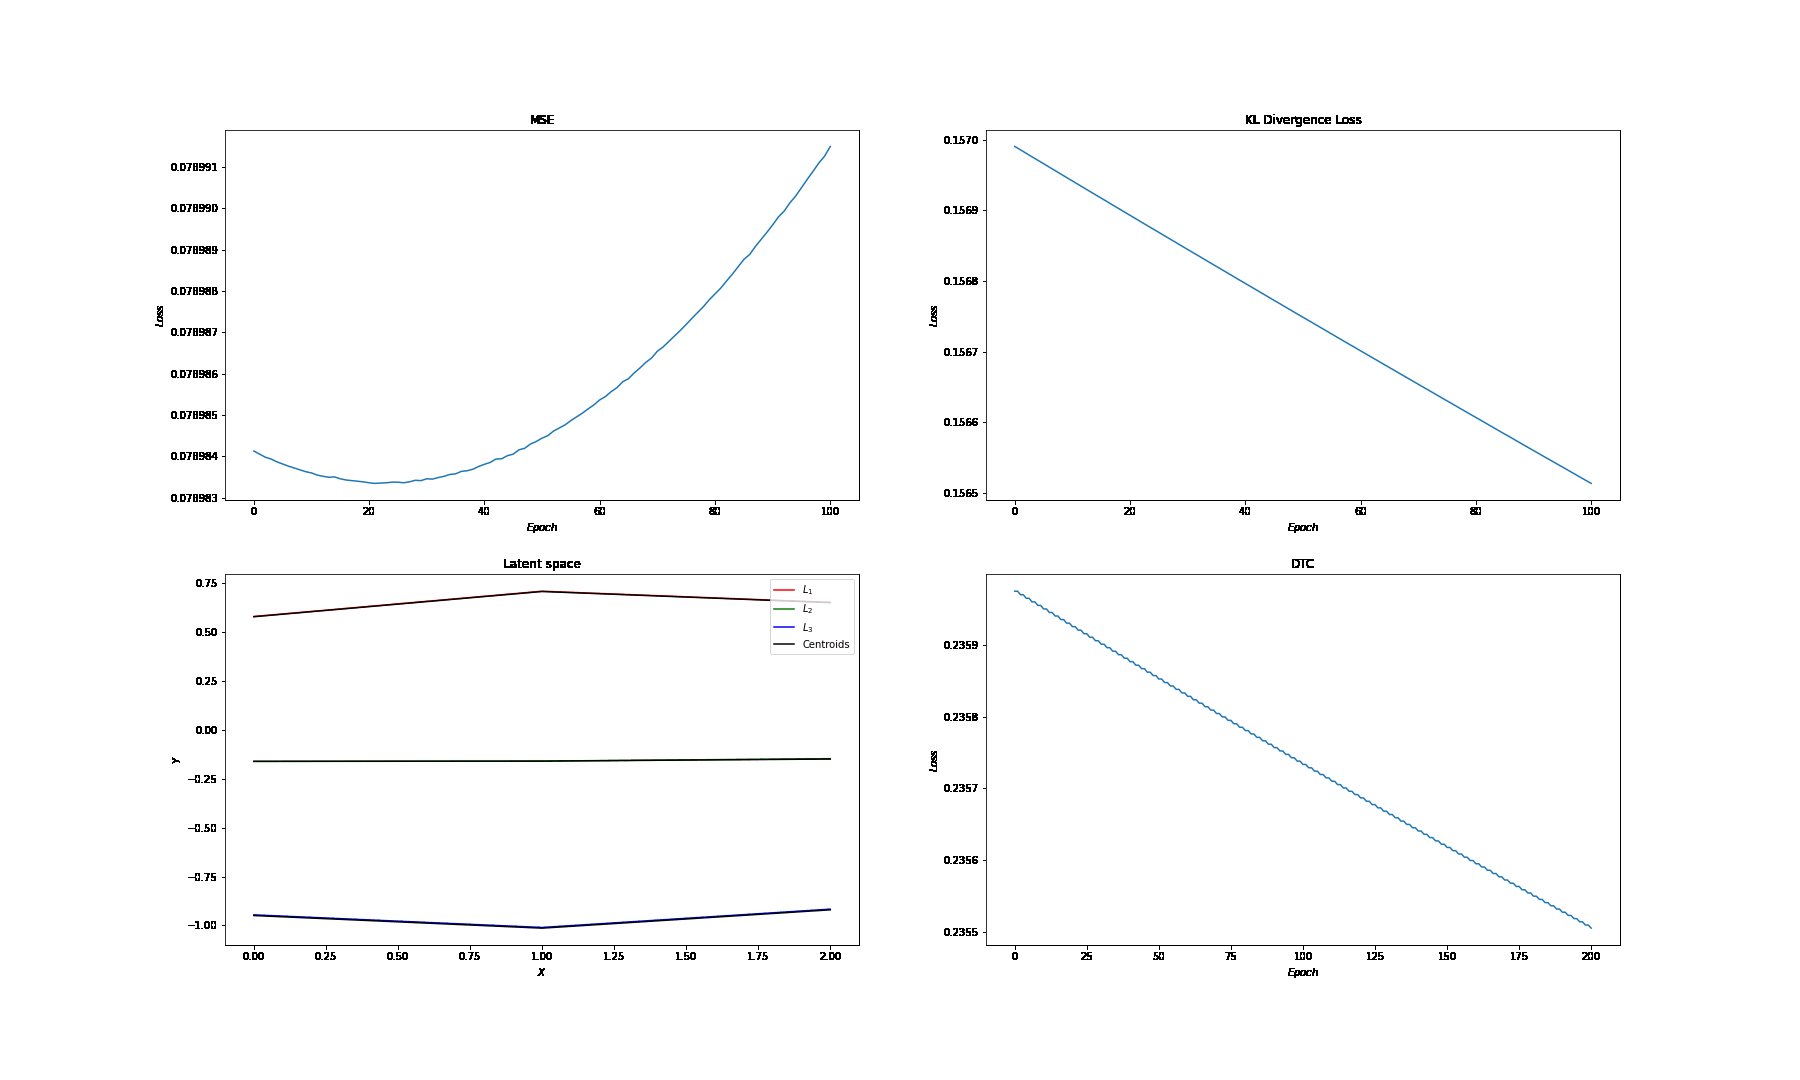 MSE
0.078991
0.078990
0.078989
0.078988
0.078987
0.078986
0.078985
0.078984
0.078983
Loss
0 20 40 60 80 100
Epoch
KL Divergence Loss
0.1570
0.1569
0.1568
0.1567
0.1566
0.1565
Loss
0 20 40 60 80 100
Epoch
Latent space
0.75
0.50
0.25
0.00
−0.25
−0.50
−0.75
−1.00
Y
L₁
L₂
L₃
Centroids
0.00 0.25 0.50 0.75 1.00 1.25 1.50 1.75 2.00
X
DTC
0.2359
0.2358
0.2357
0.2356
0.2355
Loss
0 25 50 75 100 125 150 175 200
Epoch